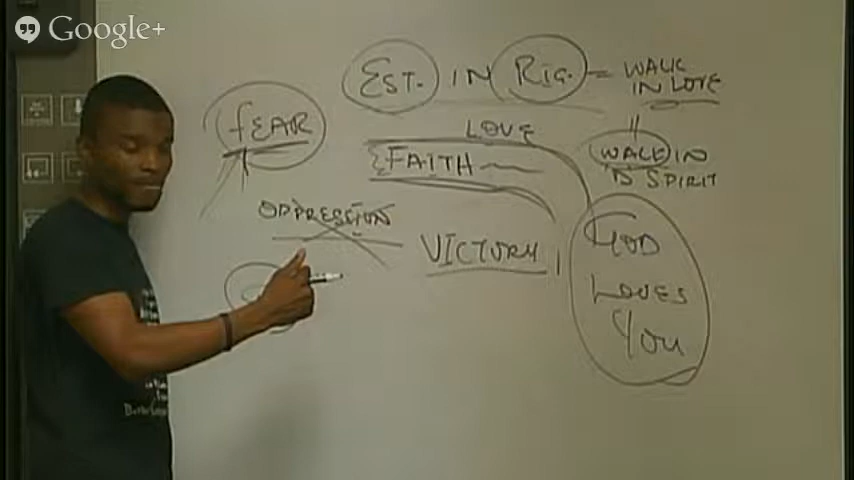 Google+
EST. IN RIG. = WALK
IN LOVE
fEAR
LOVE
FAITH
WALK IN
D SPIRIT
OPPRESSION
VICTORY
GOD
LOVES
YOU